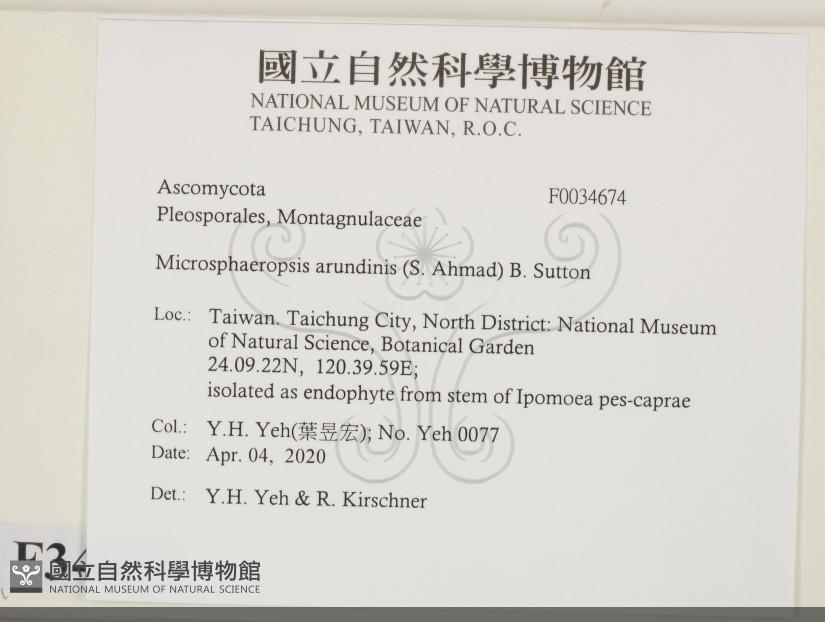 國立自然科學博物館
NATIONAL MUSEUM OF NATURAL SCIENCE
TAICHUNG, TAIWAN, R.O.C.
Ascomycota
F0034674
Pleosporales, Montagnulaceae
Microsphaeropsis arundinis (S. Ahmad) B. Sutton
Loc.: Taiwan. Taichung City, North District: National Museum
of Natural Science, Botanical Garden
24.09.22N, 120.39.59E;
isolated as endophyte from stem of Ipomoea pes-caprae
Col.: Y.H. Yeh(葉昱宏); No. Yeh 0077
Date: Apr. 04, 2020
Det.: Y.H. Yeh & R. Kirschner
F34
國立自然科學博物館
NATIONAL MUSEUM OF NATURAL SCIENCE